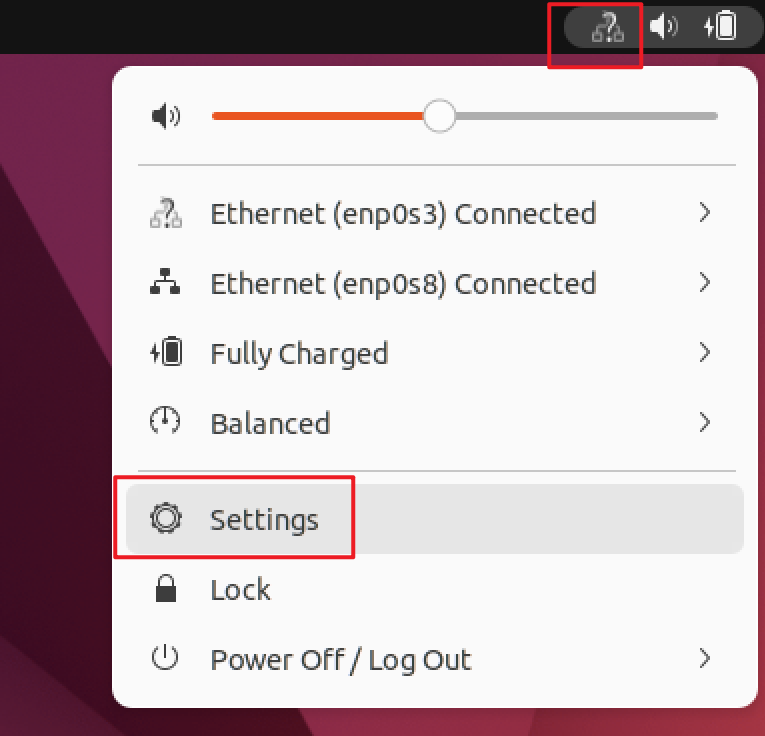 Ethernet (enp0s3) Connected
Ethernet (enp0s8) Connected
Fully Charged
Balanced
Settings
Lock
Power Off / Log Out